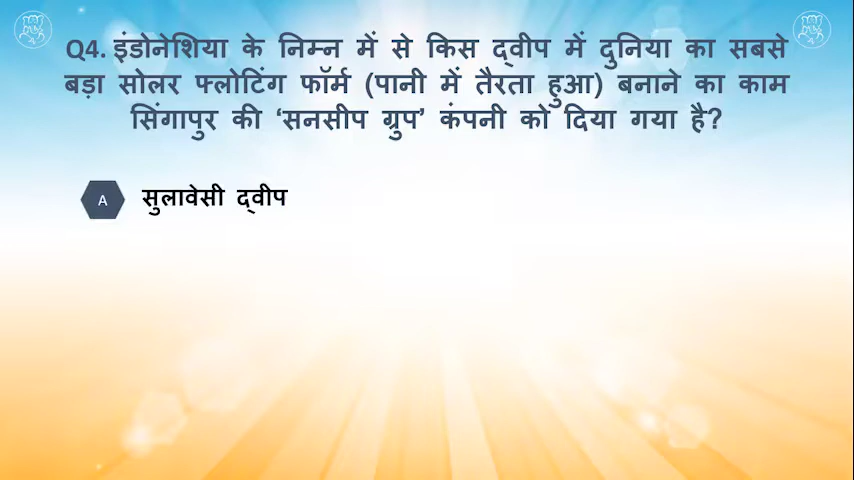 Q4. इंडोनेशिया के निम्न में से किस द्वीप में दुनिया का सबसे
बड़ा सोलर फ्लोटिंग फॉर्म (पानी में तैरता हुआ) बनाने का काम
सिंगापुर की ‘सनसीप ग्रुप’ कंपनी को दिया गया है?
A सुलावेसी द्वीप